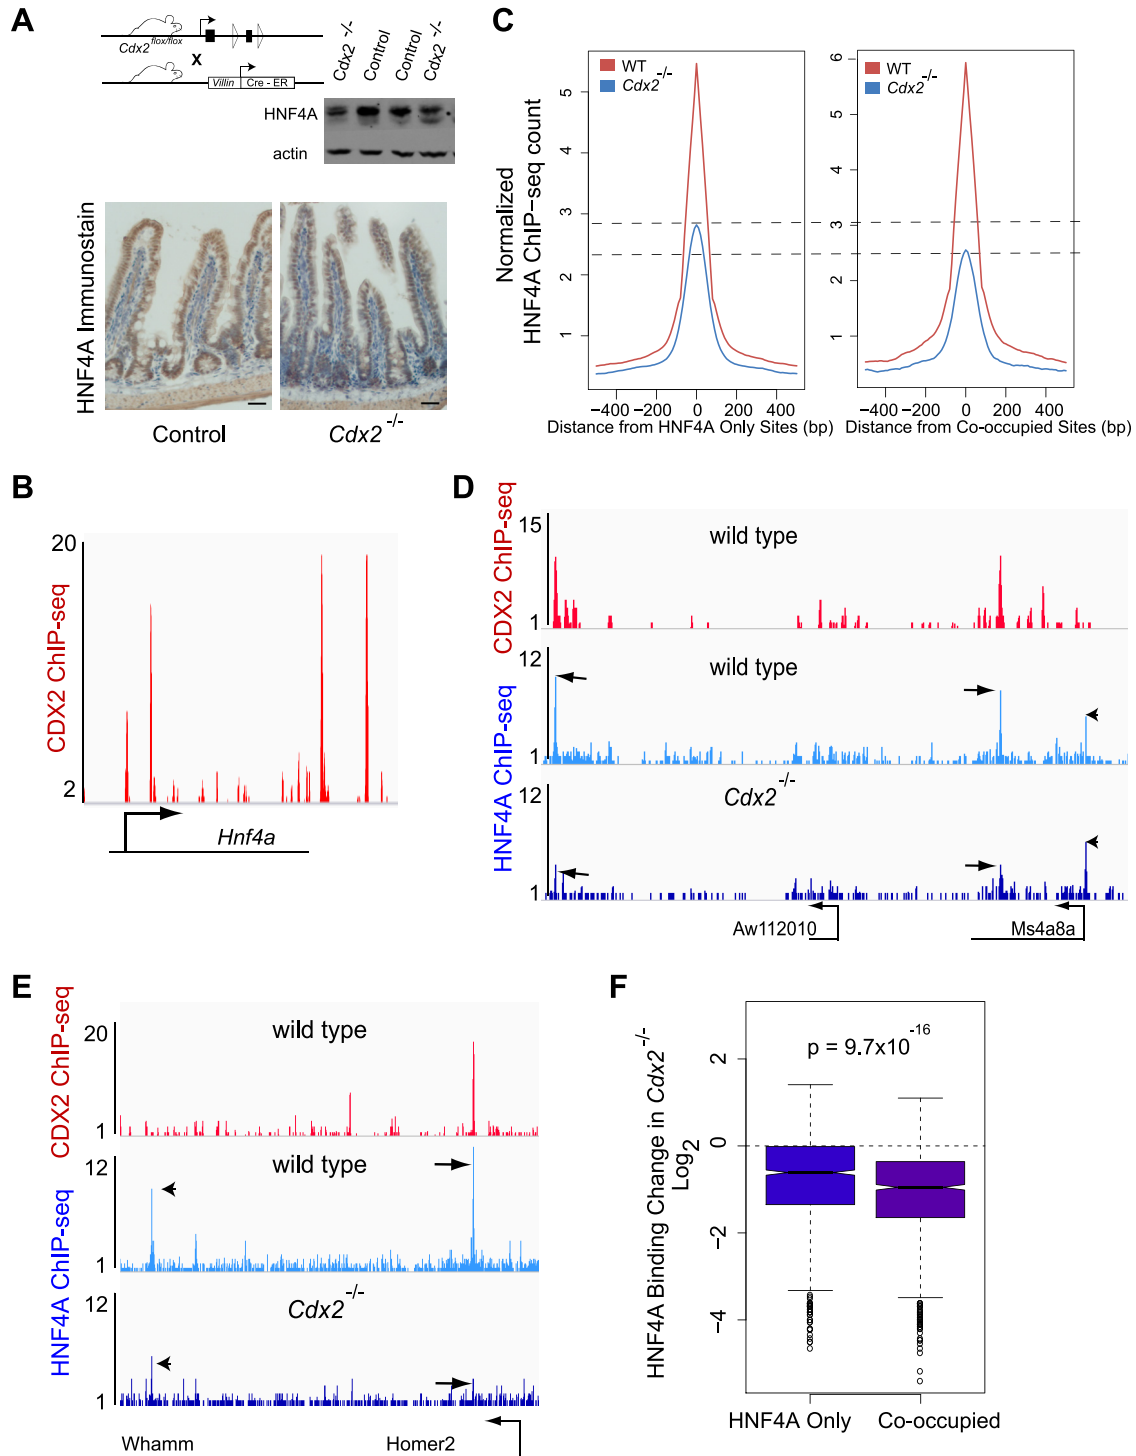 A
Cdx2 flox/flox
X
Villin Cre - ER
Cdx2 -/-
Control
Control
Cdx2 -/-
HNF4A
actin
HNF4A Immunostain
Control
Cdx2 -/-
B
CDX2 ChIP-seq
20
2
Hnf4a
C
Normalized
HNF4A ChIP-seq count
WT
Cdx2 -/-
5
4
3
2
1
−400 −200 0 200 400
Distance from HNF4A Only Sites (bp)
WT
Cdx2 -/-
6
5
4
3
2
1
−400 −200 0 200 400
Distance from Co-occupied Sites (bp)
D
CDX2 ChIP-seq
15
1
wild type
HNF4A ChIP-seq
12
1
wild type
12
1
Cdx2 -/-
Aw112010
Ms4a8a
E
CDX2 ChIP-seq
20
1
wild type
HNF4A ChIP-seq
12
1
wild type
12
1
Cdx2 -/-
Whamm
Homer2
F
HNF4A Binding Change in Cdx2 -/-
Log2
p = 9.7x10 -16
2
0
−2
−4
HNF4A Only
Co-occupied